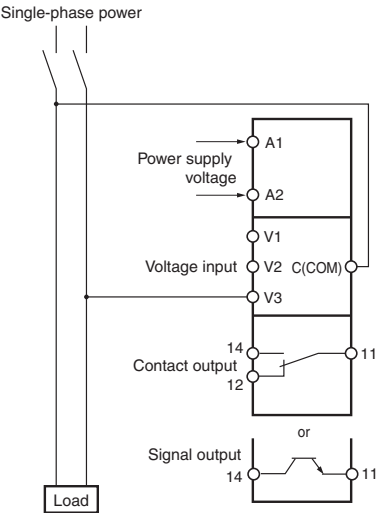 Single-phase power
A1
Power supply
voltage
A2
V1
Voltage input V2 C(COM)
V3
14 11
Contact output
12
or
Signal output
14 11
Load